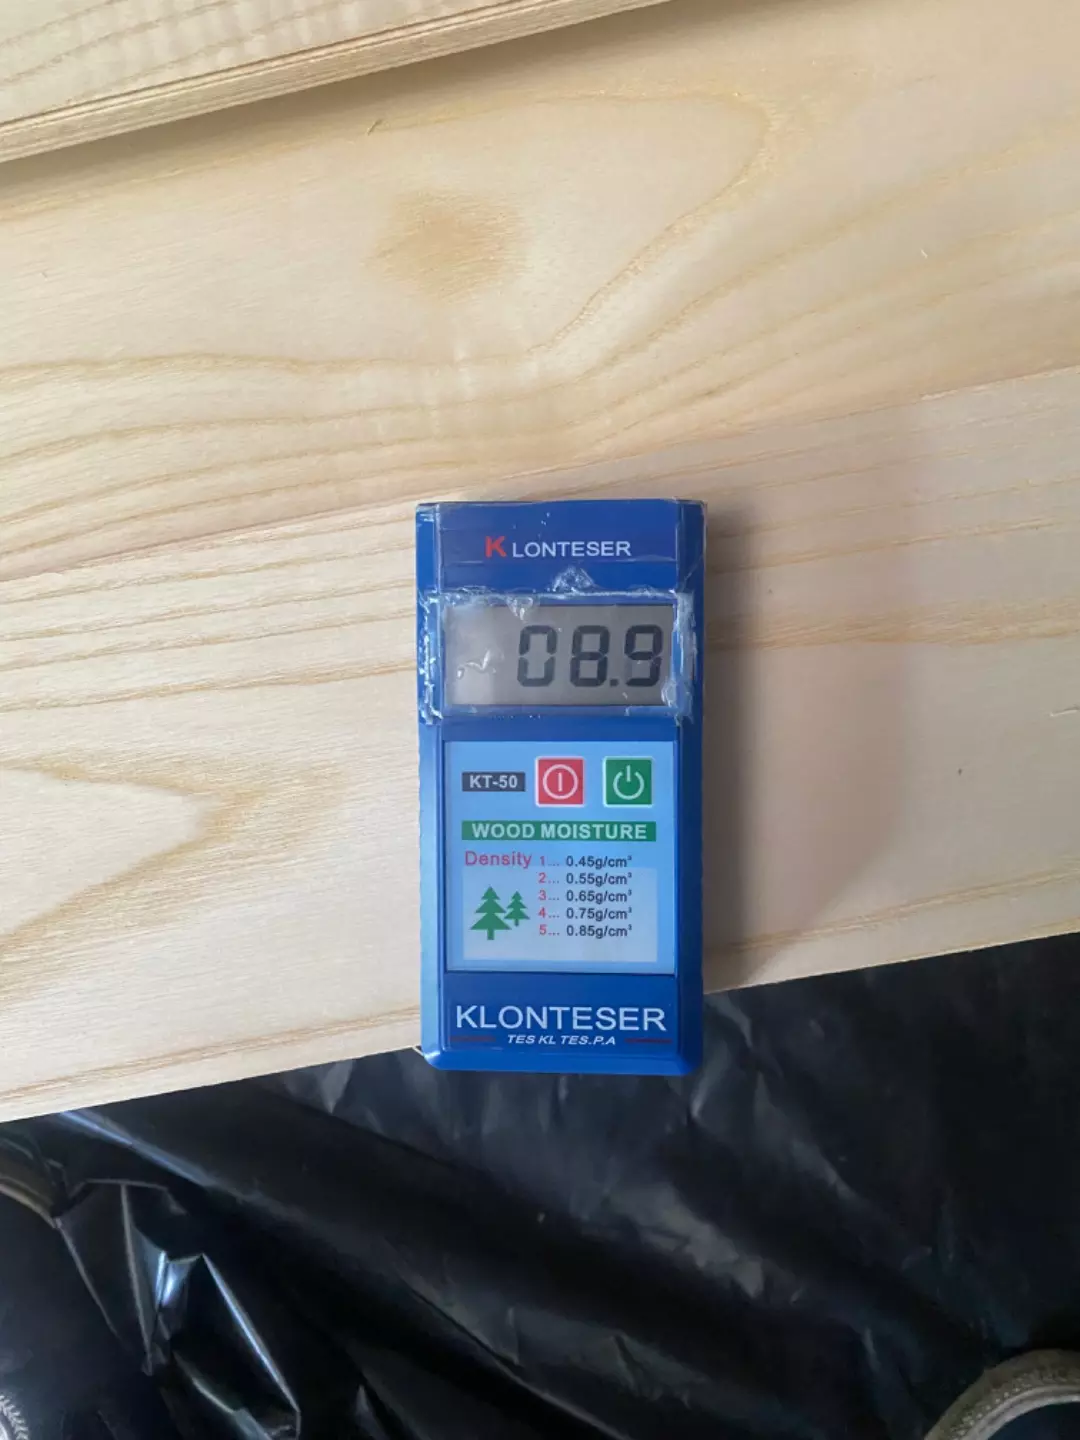 KLONTESER
08.9
KT-50
WOOD MOISTURE
Density 1... 0.45g/cm³
2... 0.55g/cm³
3... 0.65g/cm³
4... 0.75g/cm³
5... 0.85g/cm³
KLONTESER
TES KL TES.P.A